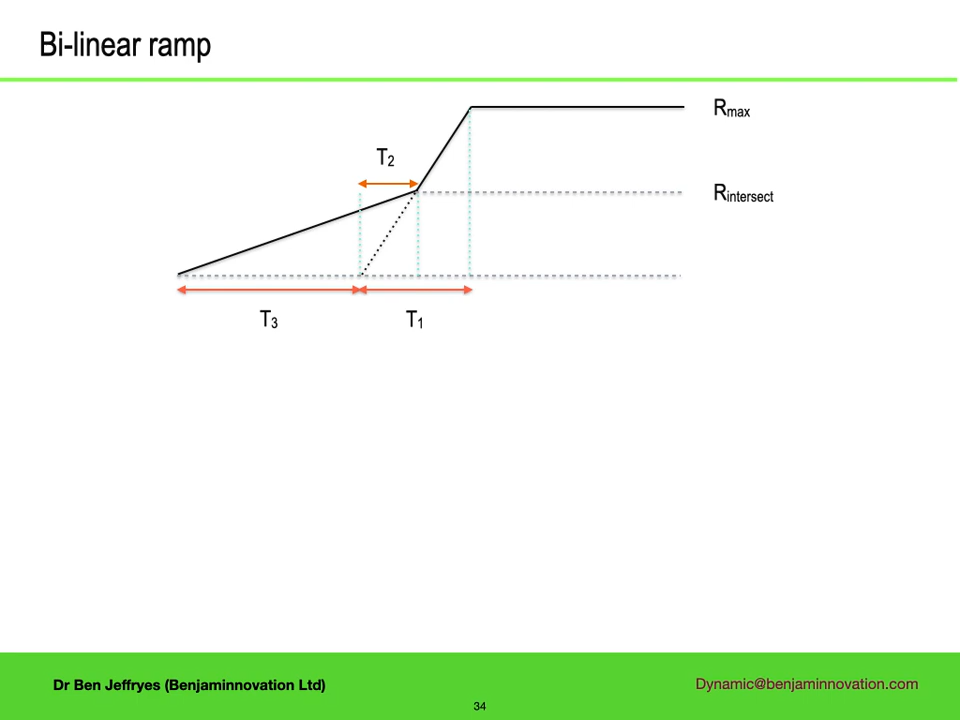 Bi-linear ramp
Rmax
T2
Rintersect
T3
T1
Dr Ben Jeffryes (Benjaminnovation Ltd)
Dynamic@benjaminnovation.com
34